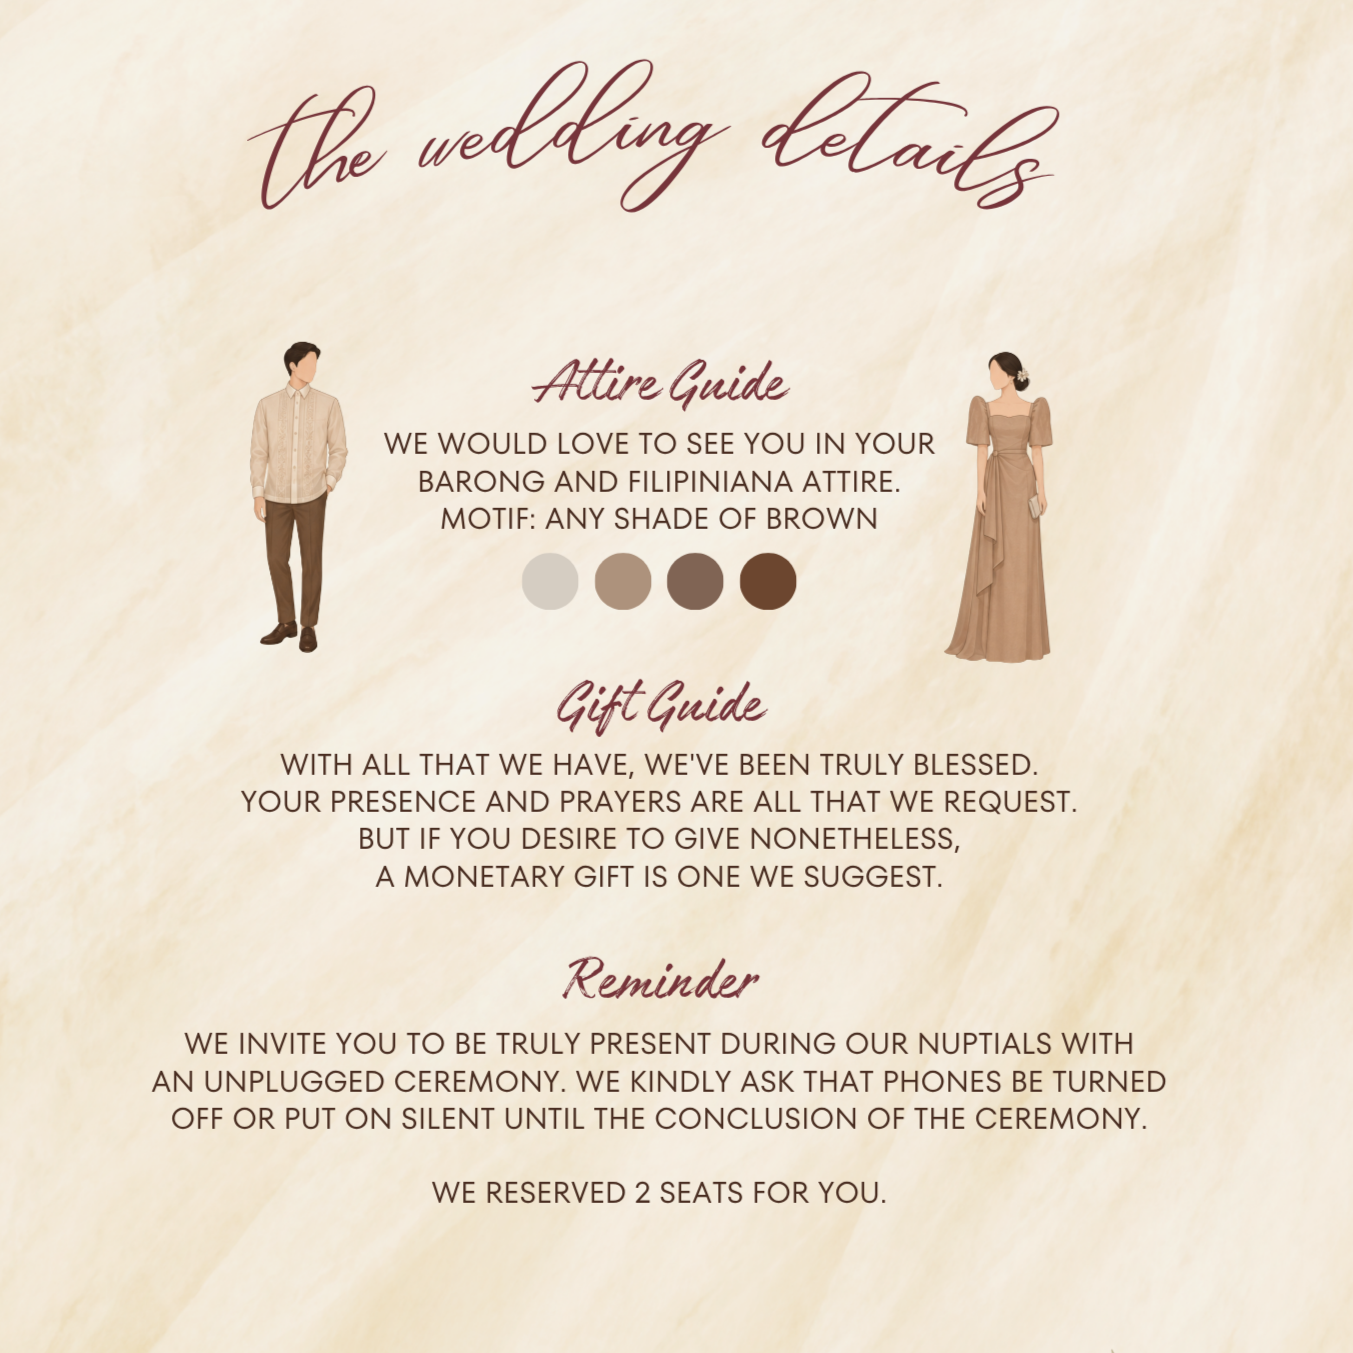 the wedding details
Attire Guide
WE WOULD LOVE TO SEE YOU IN YOUR
BARONG AND FILIPINIANA ATTIRE.
MOTIF: ANY SHADE OF BROWN
Gift Guide
WITH ALL THAT WE HAVE, WE'VE BEEN TRULY BLESSED.
YOUR PRESENCE AND PRAYERS ARE ALL THAT WE REQUEST.
BUT IF YOU DESIRE TO GIVE NONETHELESS,
A MONETARY GIFT IS ONE WE SUGGEST.
Reminder
WE INVITE YOU TO BE TRULY PRESENT DURING OUR NUPTIALS WITH
AN UNPLUGGED CEREMONY. WE KINDLY ASK THAT PHONES BE TURNED
OFF OR PUT ON SILENT UNTIL THE CONCLUSION OF THE CEREMONY.
WE RESERVED 2 SEATS FOR YOU.